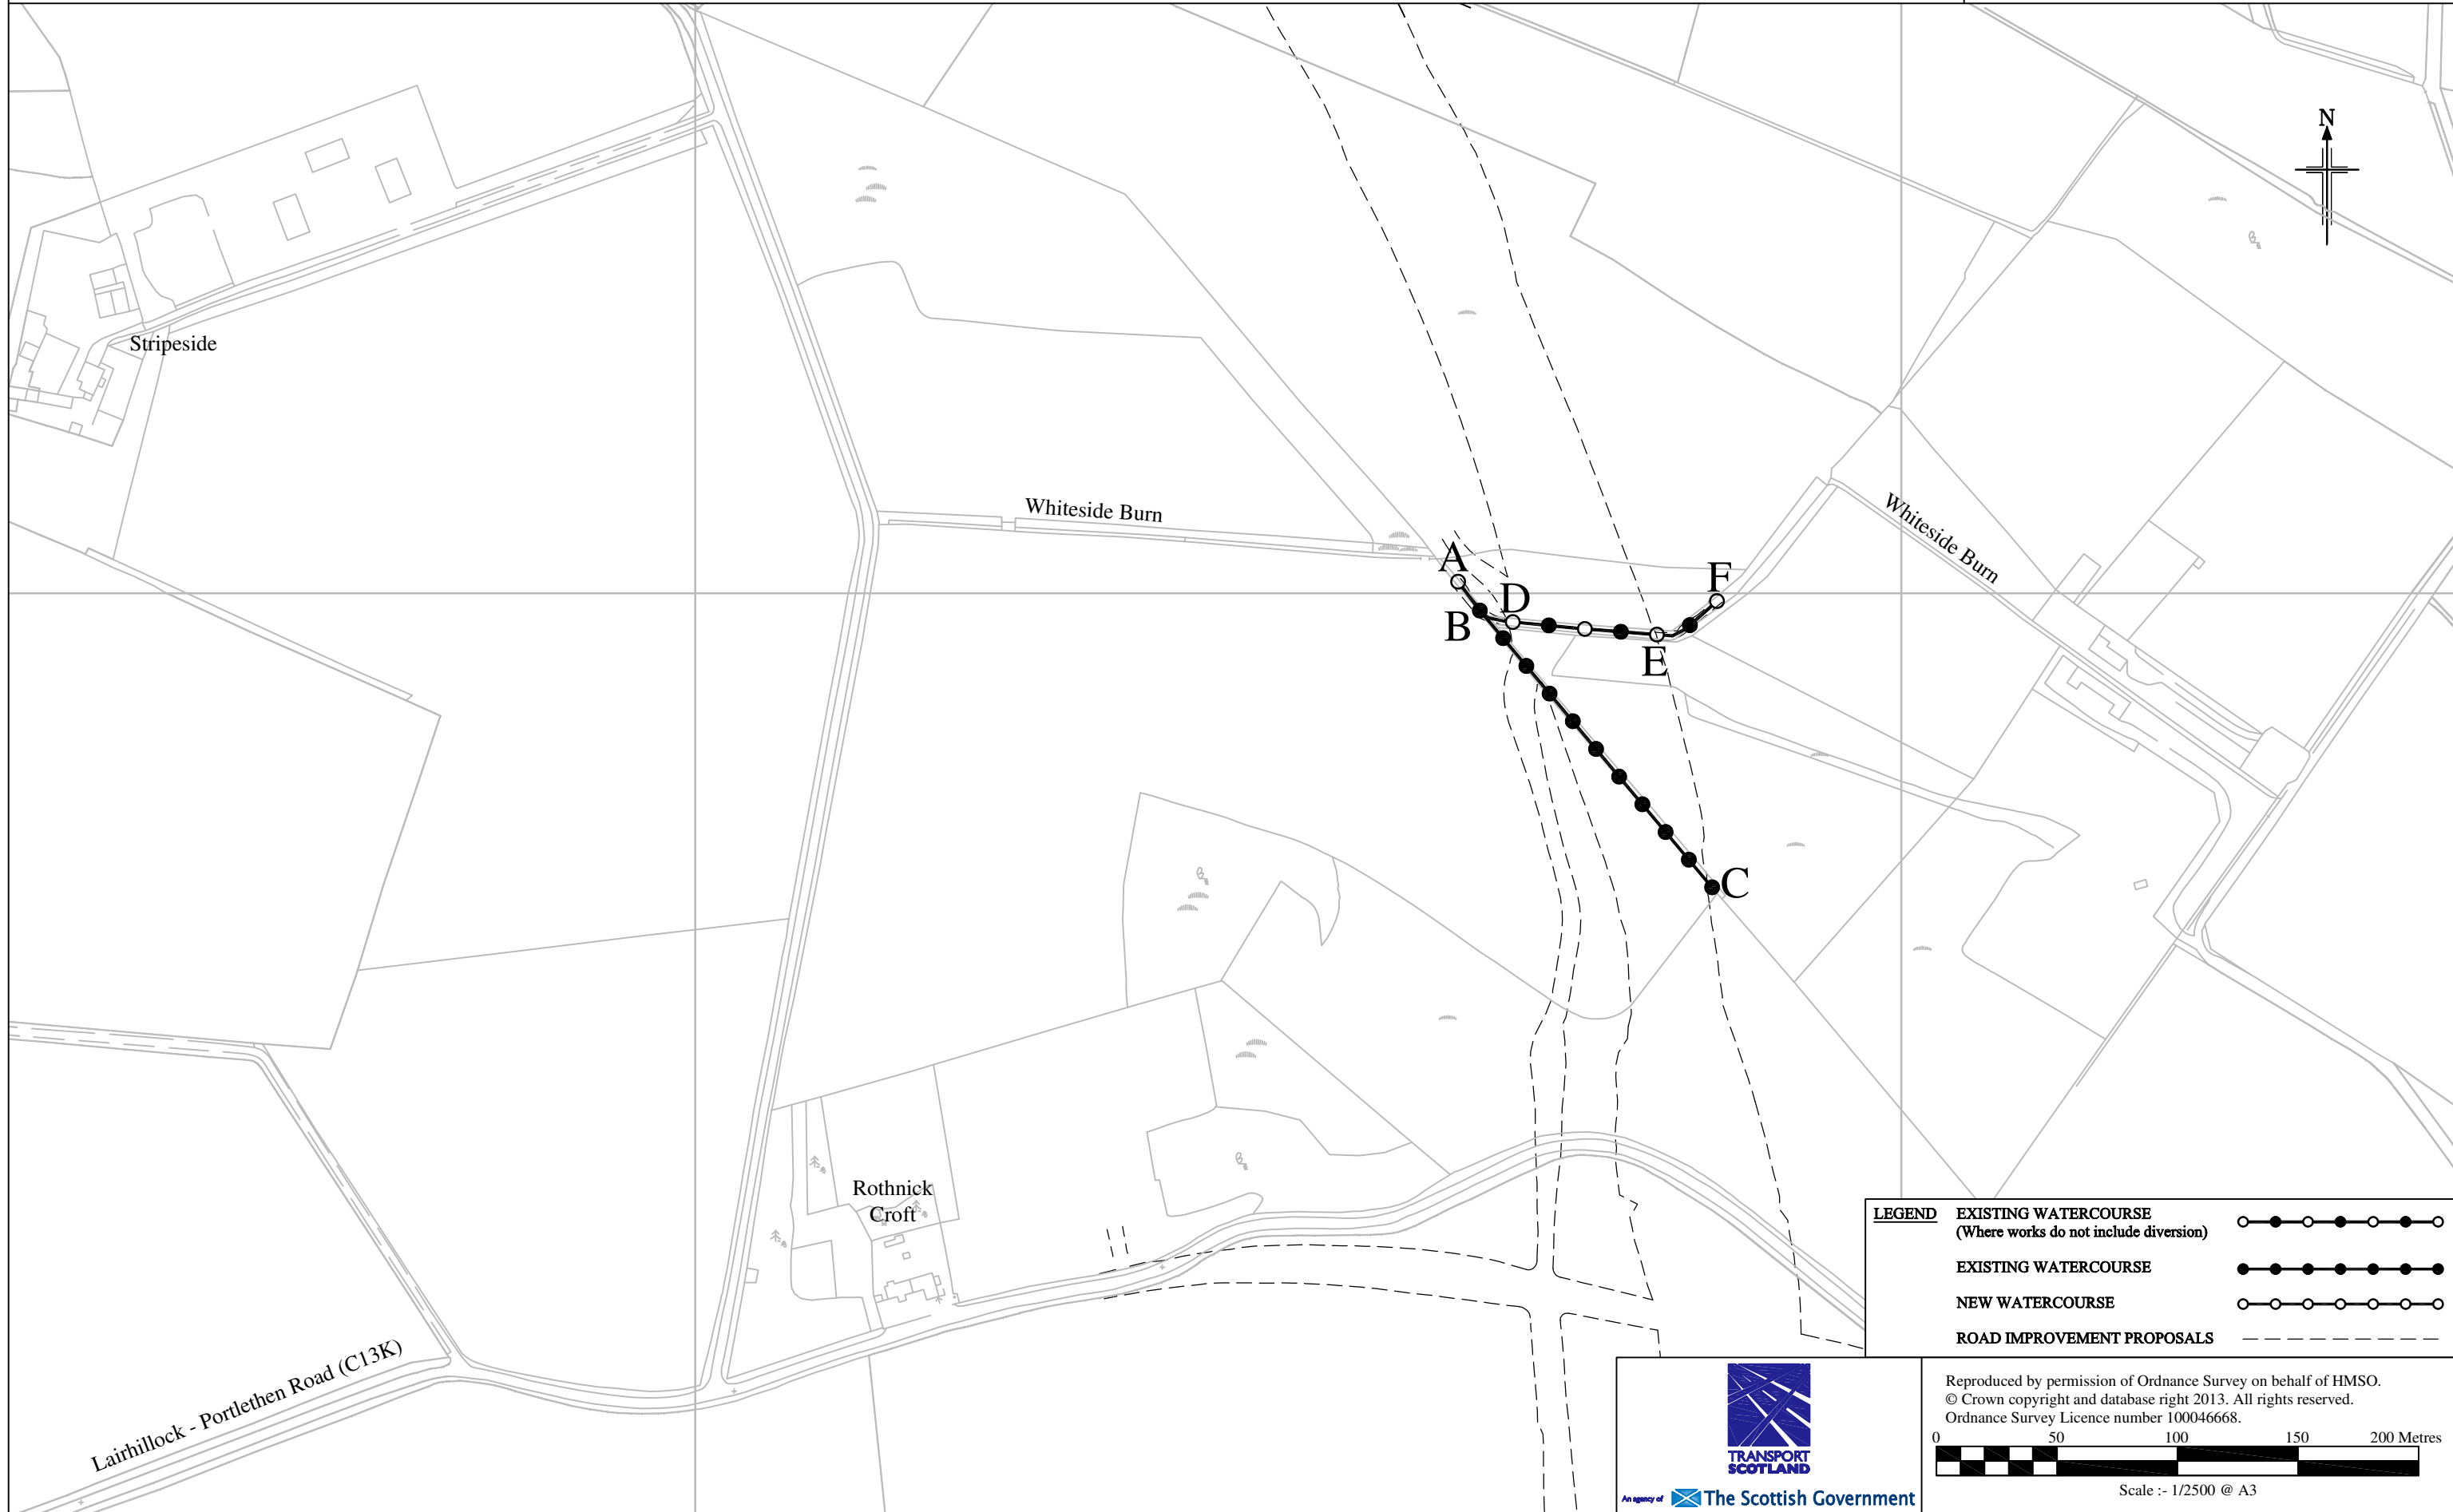 N
Stripeside
Whiteside Burn
Whiteside Burn
A
B
D
F
E
C
Rothnick
Croft
Lairhillock - Portlethen Road (C13K)
LEGEND
EXISTING WATERCOURSE
(Where works do not include diversion)
EXISTING WATERCOURSE
NEW WATERCOURSE
ROAD IMPROVEMENT PROPOSALS
TRANSPORT
SCOTLAND
An agency of The Scottish Government
Reproduced by permission of Ordnance Survey on behalf of HMSO.
© Crown copyright and database right 2013. All rights reserved.
Ordnance Survey Licence number 100046668.
0 50 100 150 200 Metres
Scale :- 1/2500 @ A3